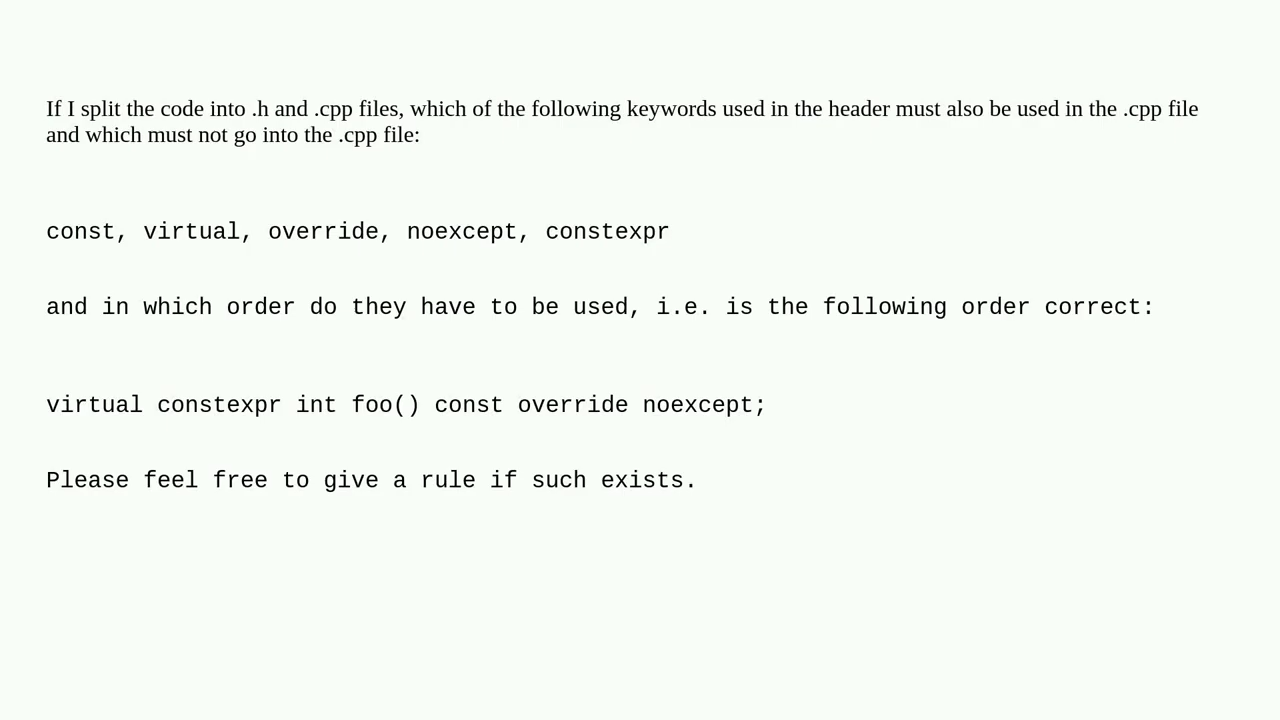 If I split the code into .h and .cpp files, which of the following keywords used in the header must also be used in the .cpp file
and which must not go into the .cpp file:
const, virtual, override, noexcept, constexpr
and in which order do they have to be used, i.e. is the following order correct:
virtual constexpr int foo() const override noexcept;
Please feel free to give a rule if such exists.